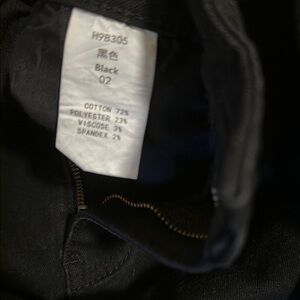 H9B305
黑色
Black
02
COTTON 72%
POLYESTER 23%
VISCOSE 3%
SPANDEX 2%